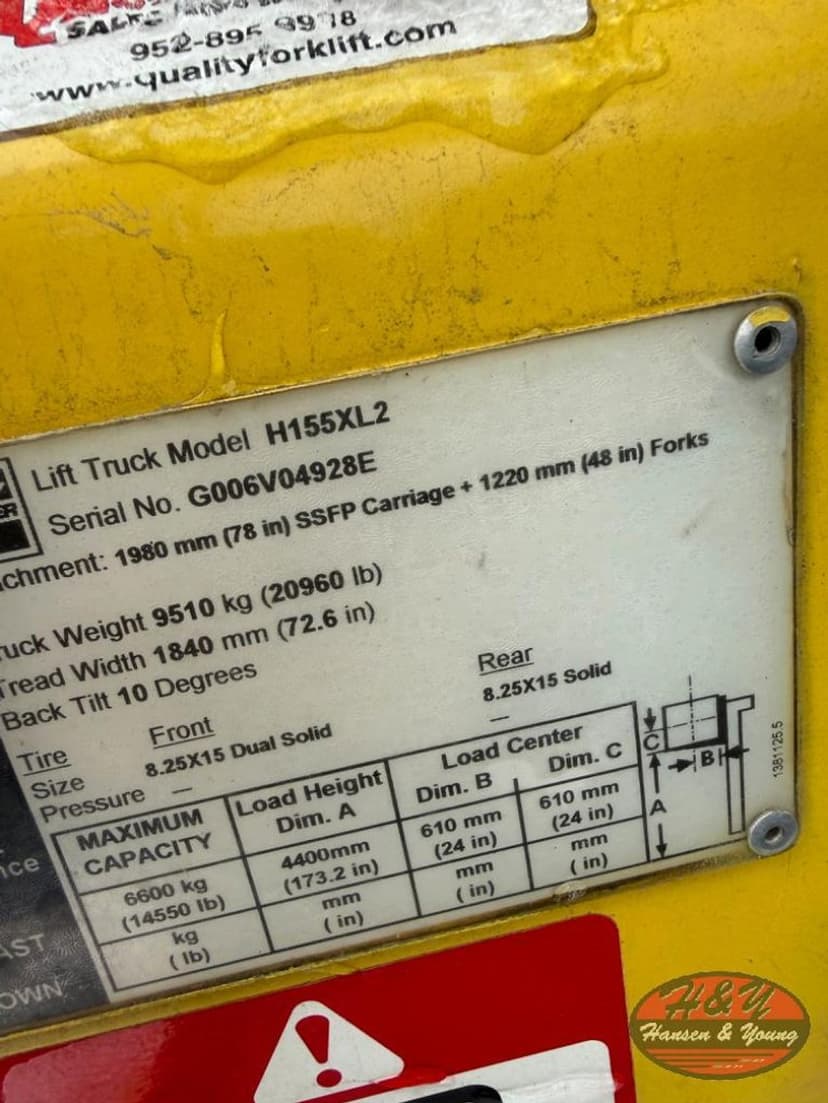 952-895 9918
www.qualityforklift.com
Lift Truck Model H155XL2
Serial No. G006V04928E
chment: 1980 mm (78 in) SSFP Carriage + 1220 mm (48 in) Forks
ruck Weight 9510 kg (20960 lb)
Tread Width 1840 mm (72.6 in)
Back Tilt 10 Degrees
Tire Front Rear
Size 8.25X15 Dual Solid 8.25X15 Solid
Pressure — —
MAXIMUM CAPACITY Load Height Dim. A Load Center Dim. B Dim. C
6600 kg (14550 lb) 4400mm (173.2 in) 610 mm (24 in) 610 mm (24 in)
kg (lb) mm (in) mm (in) mm (in)
C
B
A
1381125.5
ER
nce
AST
OWN
H&Y
Hansen & Young